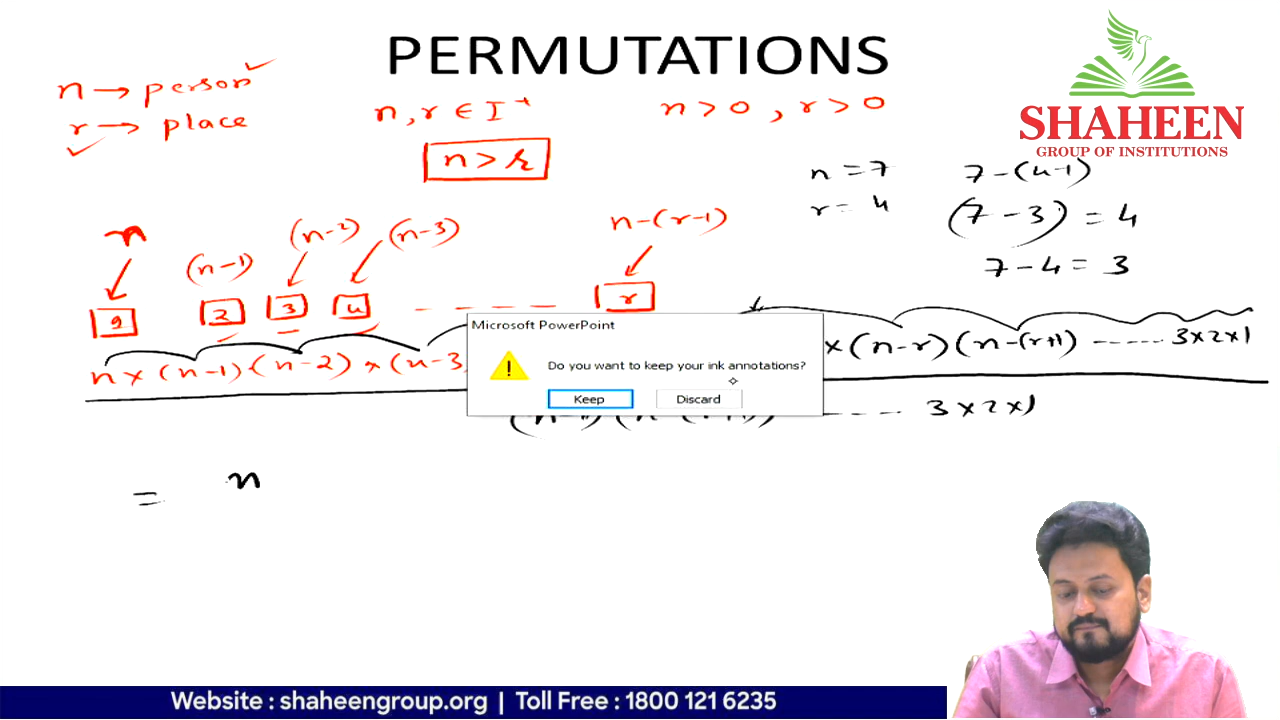 PERMUTATIONS
SHAHEEN
GROUP OF INSTITUTIONS
n → person ✓
r → place
n, r ∈ I⁺
n > 0 , r > 0
n > r
n = 7
r = 4
7-(4-1)
(7-3) = 4
7-4 = 3
n
(n-1)
(n-2)
(n-3)
n-(r-1)
2
3
4
- - - -
r
n × (n-1) (n-2) × (n-3
× (n-r) (n-(r+1) ------ 3×2×1
Microsoft PowerPoint
Do you want to keep your ink annotations?
Keep
Discard
---- 3×2×1
= n
Website : shaheengroup.org | Toll Free : 1800 121 6235